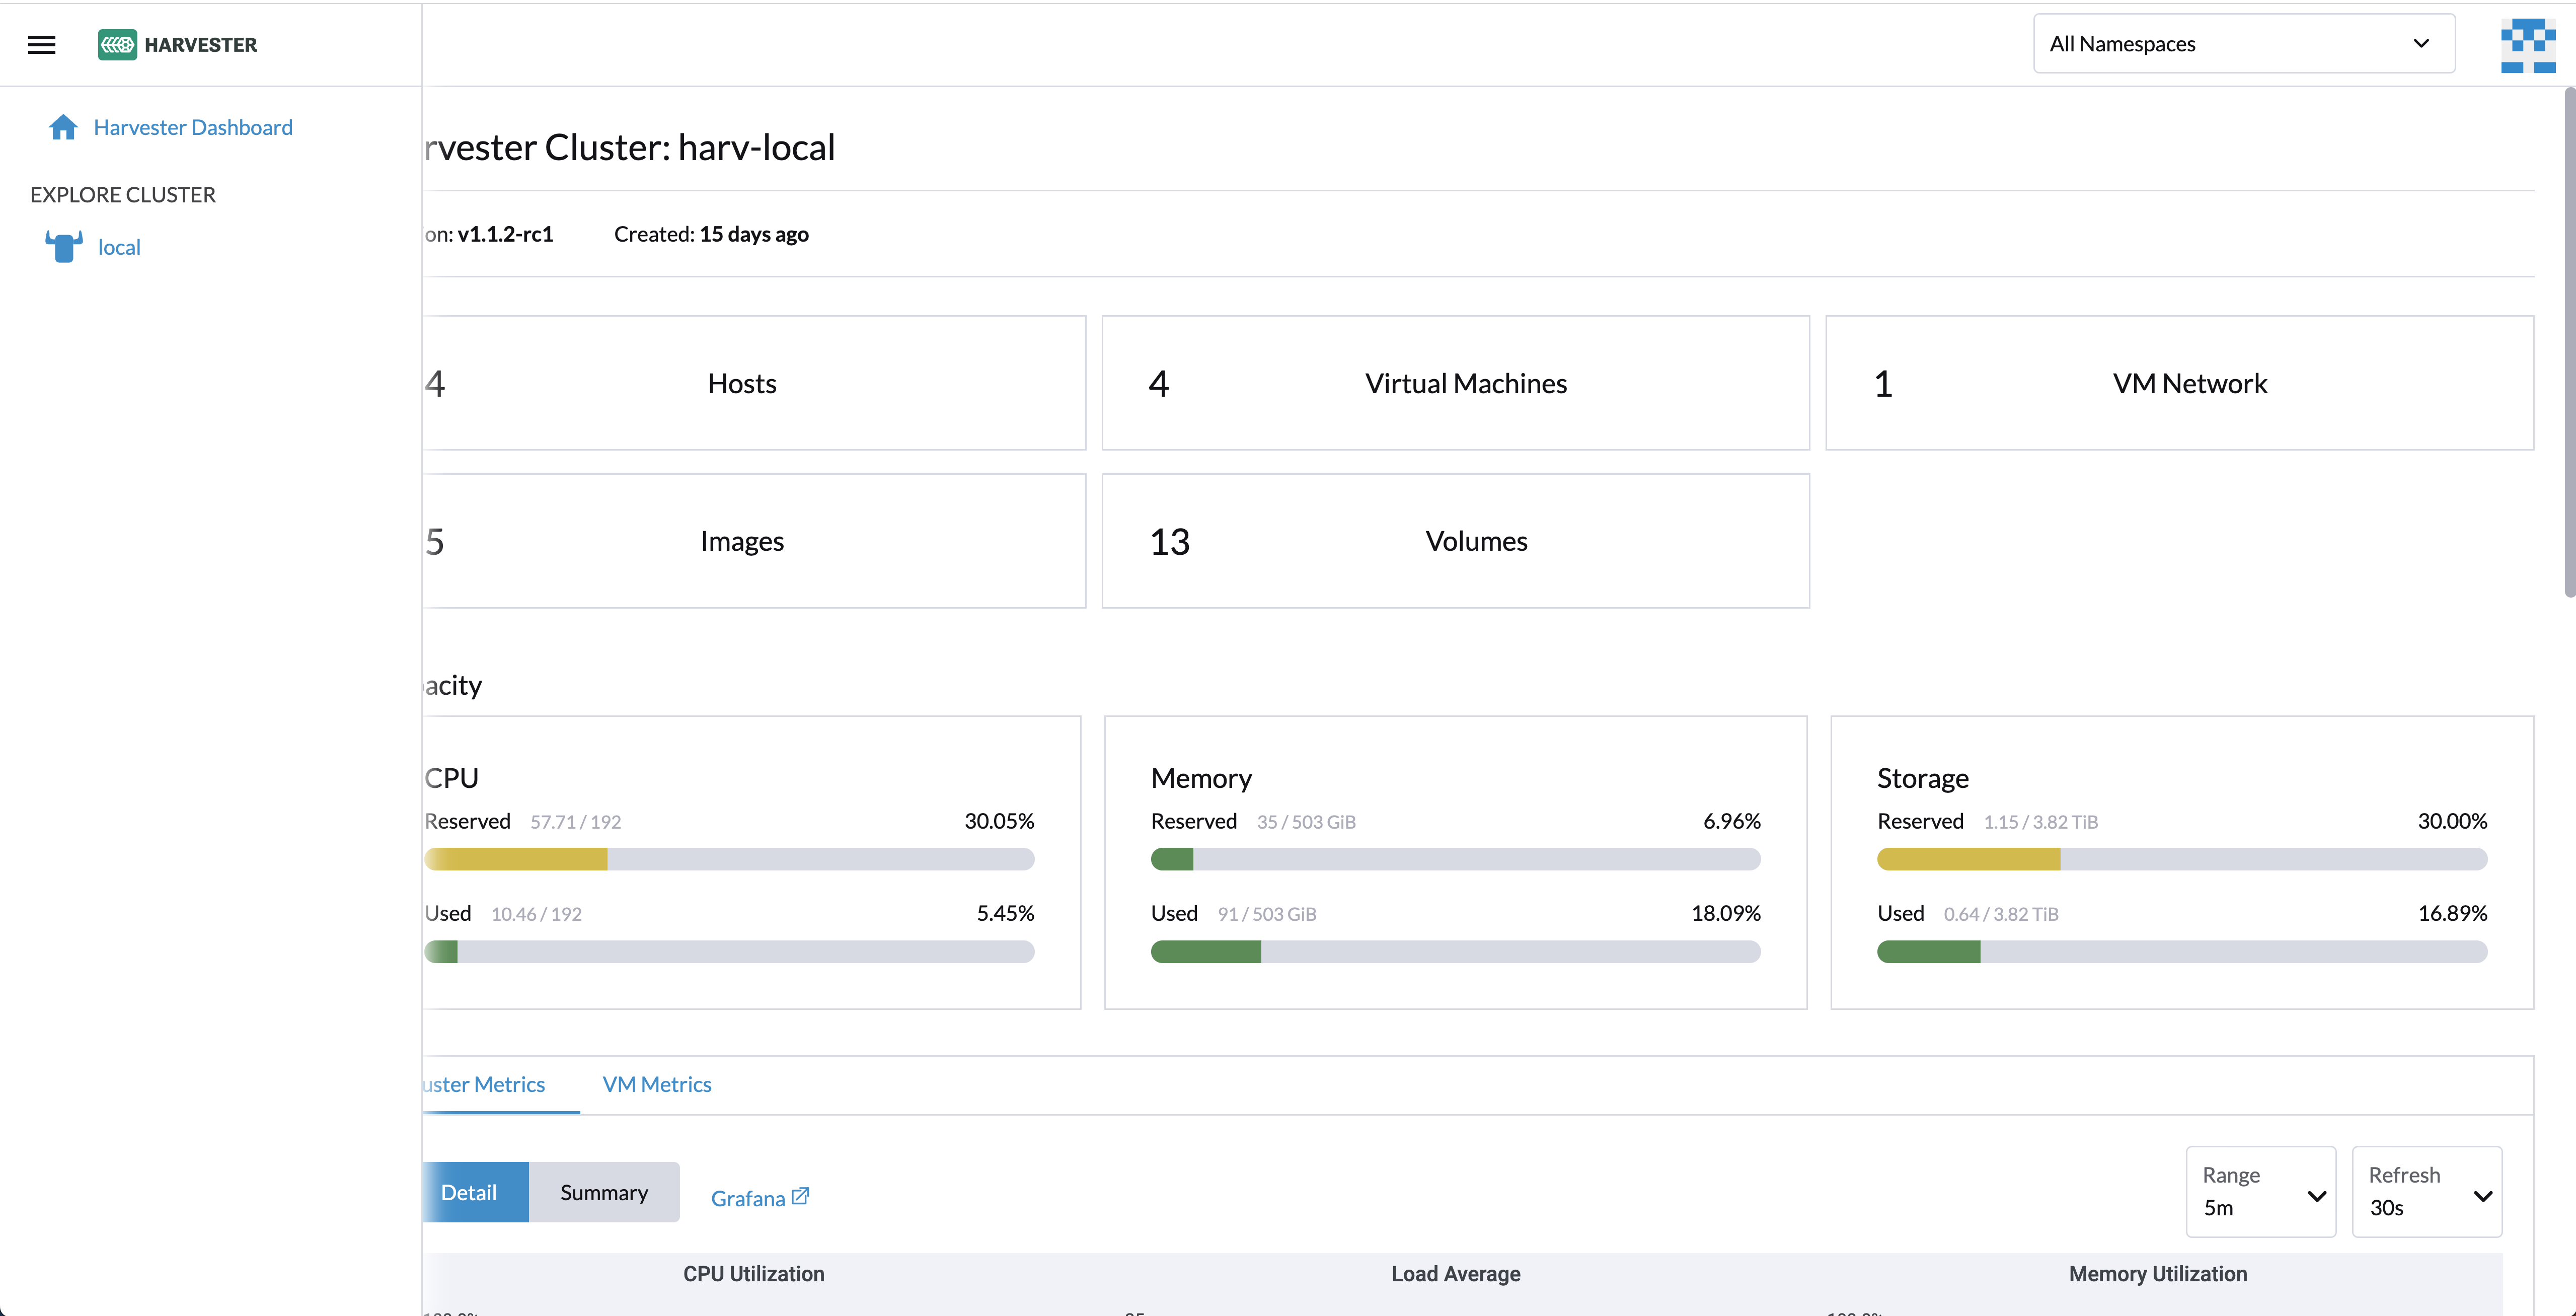 HARVESTER
All Namespaces
Harvester Dashboard
EXPLORE CLUSTER
local
rvester Cluster: harv-local
on: v1.1.2-rc1 Created: 15 days ago
4 Hosts
4 Virtual Machines
1 VM Network
5 Images
13 Volumes
acity
CPU
Reserved 57.71 / 192 30.05%
Used 10.46 / 192 5.45%
Memory
Reserved 35 / 503 GiB 6.96%
Used 91 / 503 GiB 18.09%
Storage
Reserved 1.15 / 3.82 TiB 30.00%
Used 0.64 / 3.82 TiB 16.89%
uster Metrics VM Metrics
Detail Summary Grafana
Range
5m
Refresh
30s
CPU Utilization Load Average Memory Utilization